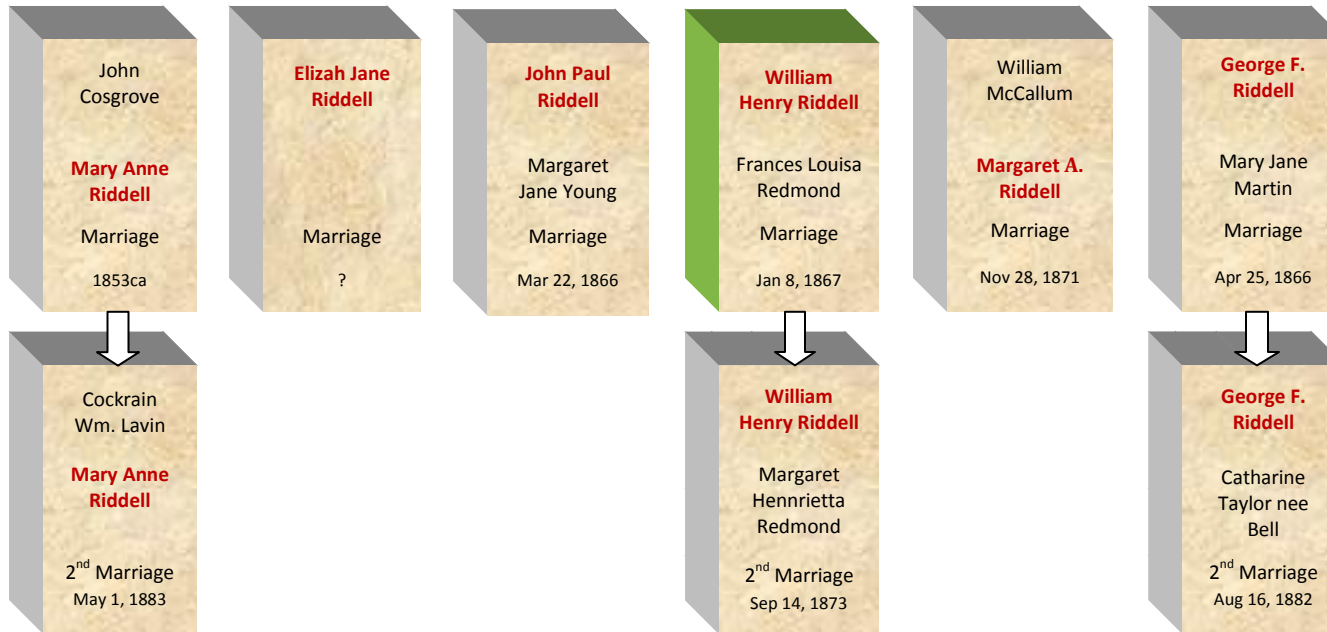 John
Cosgrove
Mary Anne
Riddell
Marriage
1853ca
Elizah Jane
Riddell
Marriage
?
John Paul
Riddell
Margaret
Jane Young
Marriage
Mar 22, 1866
William
Henry Riddell
Frances Louisa
Redmond
Marriage
Jan 8, 1867
William
McCallum
Margaret A.
Riddell
Marriage
Nov 28, 1871
George F.
Riddell
Mary Jane
Martin
Marriage
Apr 25, 1866
Cockrain
Wm. Lavin
Mary Anne
Riddell
2nd Marriage
May 1, 1883
William
Henry Riddell
Margaret
Hennrietta
Redmond
2nd Marriage
Sep 14, 1873
George F.
Riddell
Catharine
Taylor nee
Bell
2nd Marriage
Aug 16, 1882